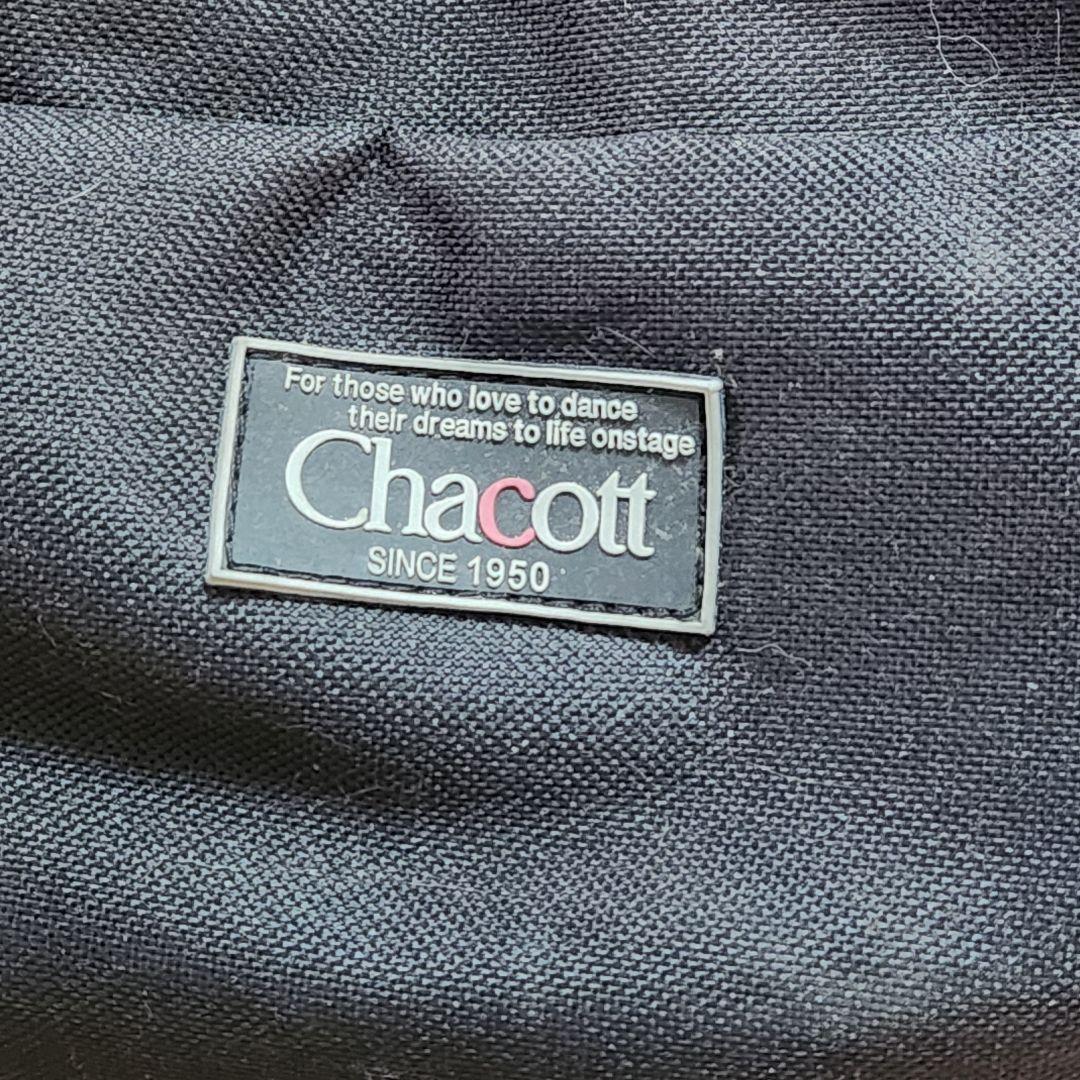 For those who love to dance
their dreams to life onstage
Chacott
SINCE 1950